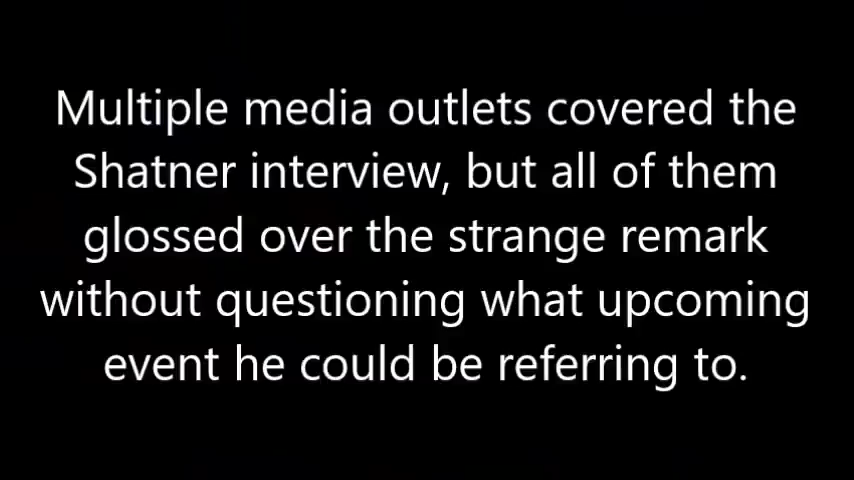 Multiple media outlets covered the
Shatner interview, but all of them
glossed over the strange remark
without questioning what upcoming
event he could be referring to.